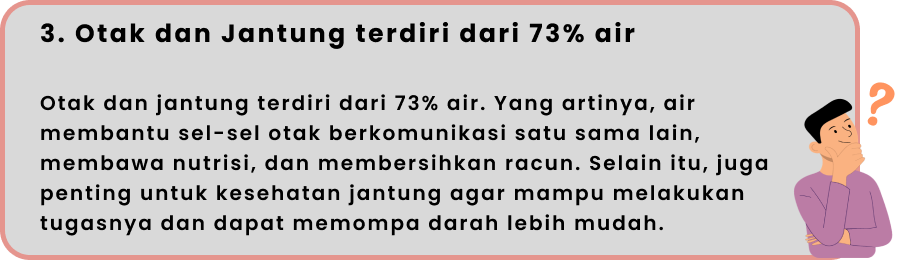 3. Otak dan Jantung terdiri dari 73% air
Otak dan jantung terdiri dari 73% air. Yang artinya, air
membantu sel-sel otak berkomunikasi satu sama lain,
membawa nutrisi, dan membersihkan racun. Selain itu, juga
penting untuk kesehatan jantung agar mampu melakukan
tugasnya dan dapat memompa darah lebih mudah.
?